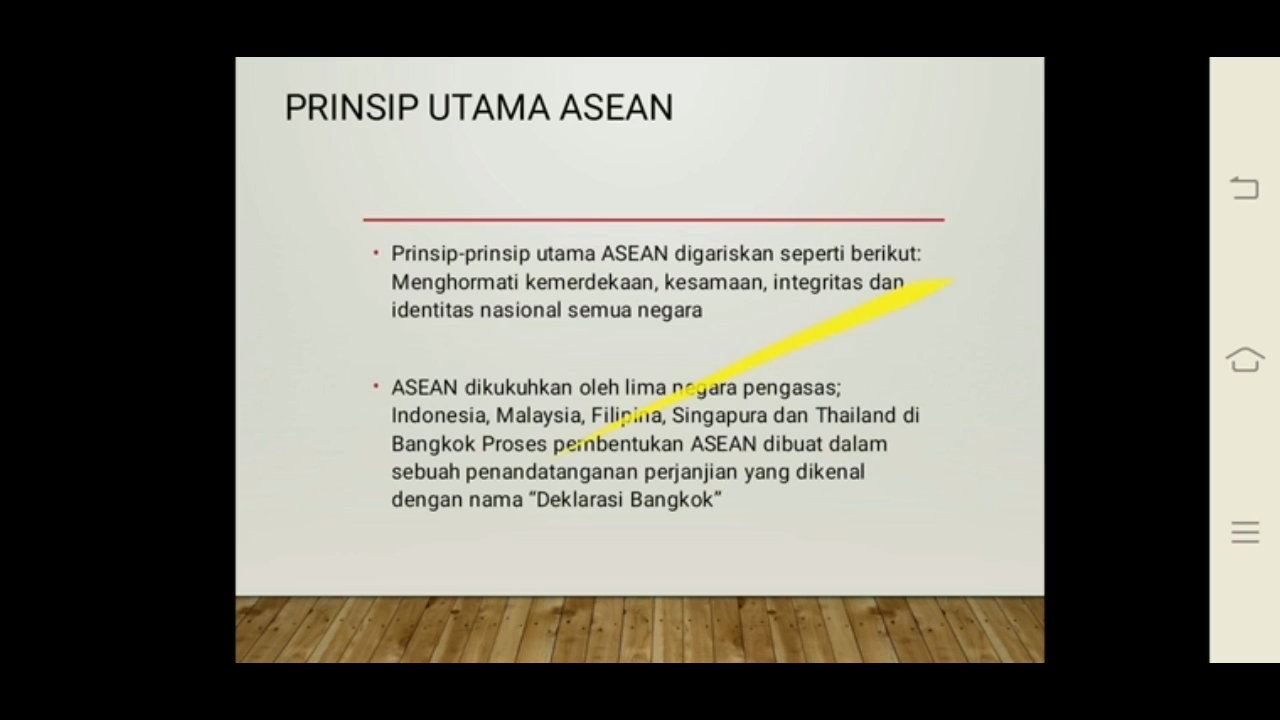 PRINSIP UTAMA ASEAN
• Prinsip-prinsip utama ASEAN digariskan seperti berikut:
Menghormati kemerdekaan, kesamaan, integritas dan
identitas nasional semua negara
• ASEAN dikukuhkan oleh lima negara pengasas;
Indonesia, Malaysia, Filipina, Singapura dan Thailand di
Bangkok Proses pembentukan ASEAN dibuat dalam
sebuah penandatanganan perjanjian yang dikenal
dengan nama “Deklarasi Bangkok”